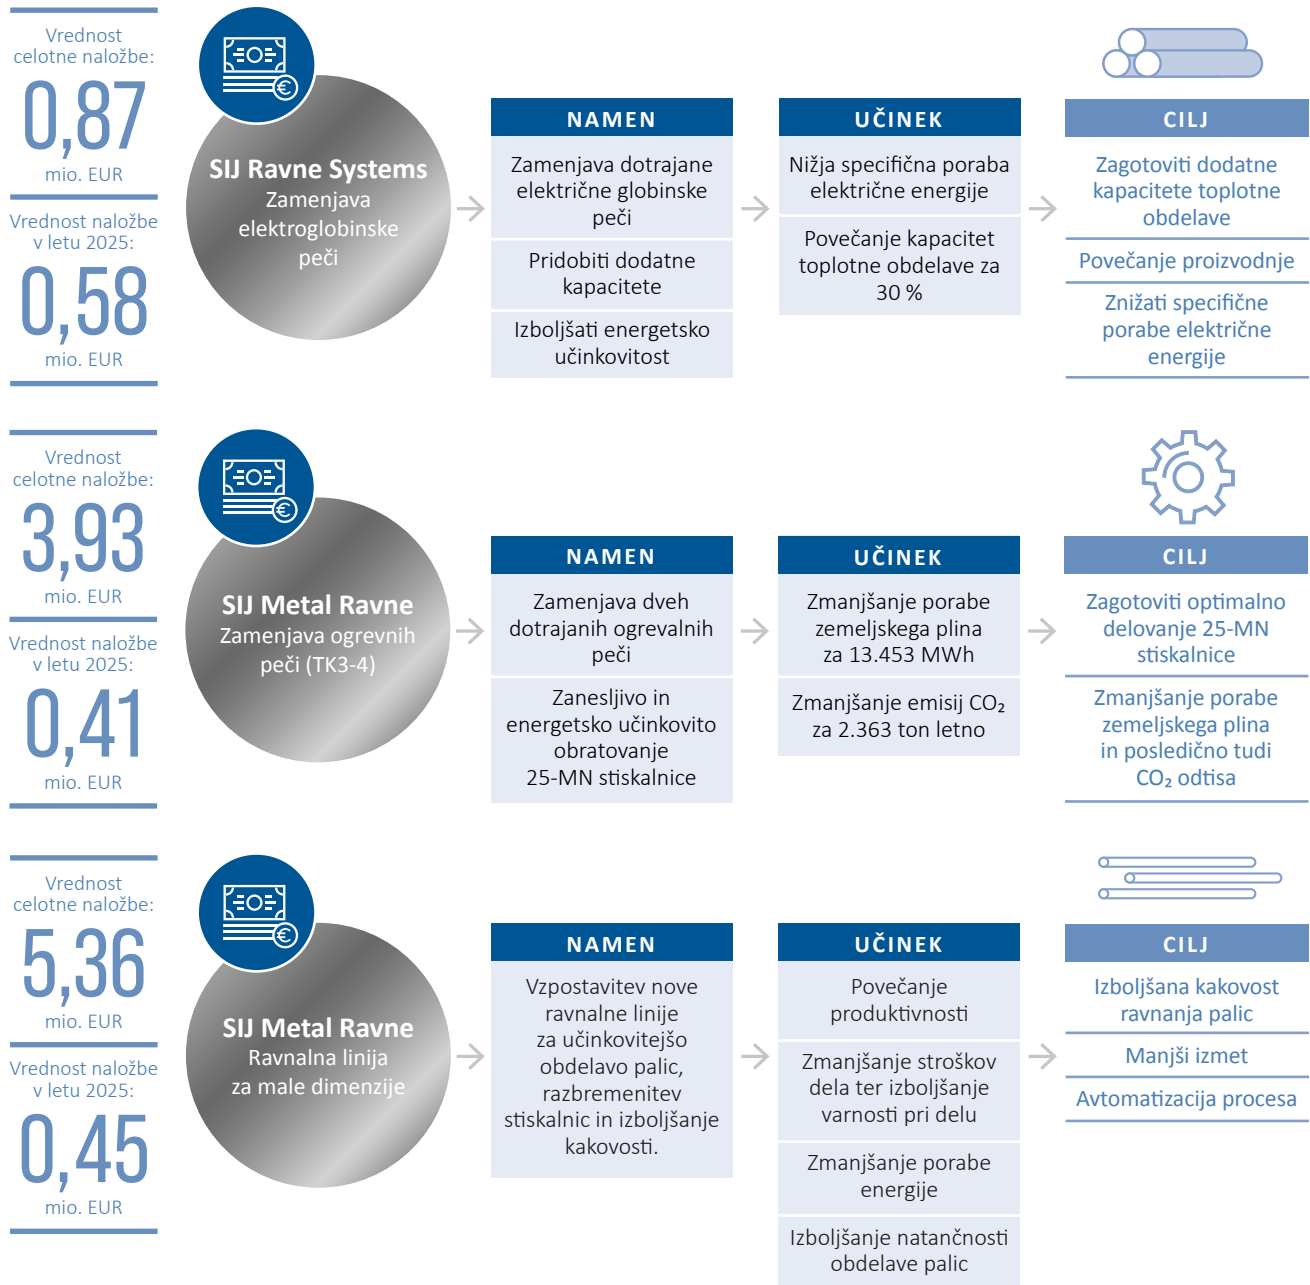 Vrednost
celotne naložbe:
0,87
mio. EUR
Vrednost naložbe
v letu 2025:
0,58
mio. EUR
SIJ Ravne Systems
Zamenjava
elektroglobinske
peči
NAMEN
Zamenjava dotrajane
električne globinske
peči
Pridobiti dodatne
kapacitete
Izboljšati energetsko
učinkovitost
UČINEK
Nižja specifična poraba
električne energije
Povečanje kapacitet
toplotne obdelave za
30 %
CILJ
Zagotoviti dodatne
kapacitete toplotne
obdelave
Povečanje proizvodnje
Znižati specifične
porabe električne
energije
Vrednost
celotne naložbe:
3,93
mio. EUR
Vrednost naložbe
v letu 2025:
0,41
mio. EUR
SIJ Metal Ravne
Zamenjava ogrevnih
peči (TK3-4)
NAMEN
Zamenjava dveh
dotrajanih ogrevalnih
peči
Zanesljivo in
energetsko učinkovito
obratovanje
25-MN stiskalnice
UČINEK
Zmanjšanje porabe
zemeljskega plina
za 13.453 MWh
Zmanjšanje emisij CO₂
za 2.363 ton letno
CILJ
Zagotoviti optimalno
delovanje 25-MN
stiskalnice
Zmanjšanje porabe
zemeljskega plina
in posledično tudi
CO₂ odtisa
Vrednost
celotne naložbe:
5,36
mio. EUR
Vrednost naložbe
v letu 2025:
0,45
mio. EUR
SIJ Metal Ravne
Ravnalna linija
za male dimenzije
NAMEN
Vzpostavitev nove
ravnalne linije
za učinkovitejšo
obdelavo palic,
razbremenitev
stiskalnic in izboljšanje
kakovosti.
UČINEK
Povečanje
produktivnosti
Zmanjšanje stroškov
dela ter izboljšanje
varnosti pri delu
Zmanjšanje porabe
energije
Izboljšanje natančnosti
obdelave palic
CILJ
Izboljšana kakovost
ravnanja palic
Manjši izmet
Avtomatizacija procesa